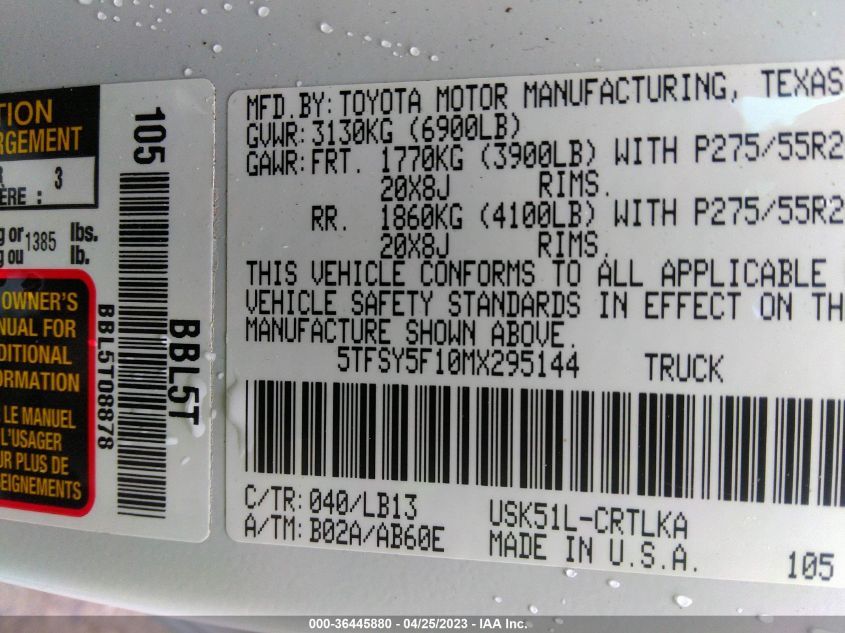 TION
RGEMENT
R 3
ÈRE :
g or 1385 lbs.
g ou lb.
OWNER'S
NUAL FOR
DDITIONAL
ORMATION
LE MANUEL
L'USAGER
UR PLUS DE
SEIGNEMENTS
105
BBL5T08878
BBL5T
MFD.BY: TOYOTA MOTOR MANUFACTURING, TEXAS
GVWR: 3130KG (6900LB)
GAWR: FRT. 1770KG (3900LB) WITH P275/55R2
20X8J RIMS.
RR. 1860KG (4100LB) WITH P275/55R2
20X8J RIMS.
THIS VEHICLE CONFORMS TO ALL APPLICABLE
VEHICLE SAFETY STANDARDS IN EFFECT ON TH
MANUFACTURE SHOWN ABOVE.
5TFSY5F10MX295144 TRUCK
C/TR: 040/LB13 USK51L-CRTLKA
A/TM: B02A/AB60E MADE IN U.S.A. 105
000-36445880 - 04/25/2023 - IAA Inc.